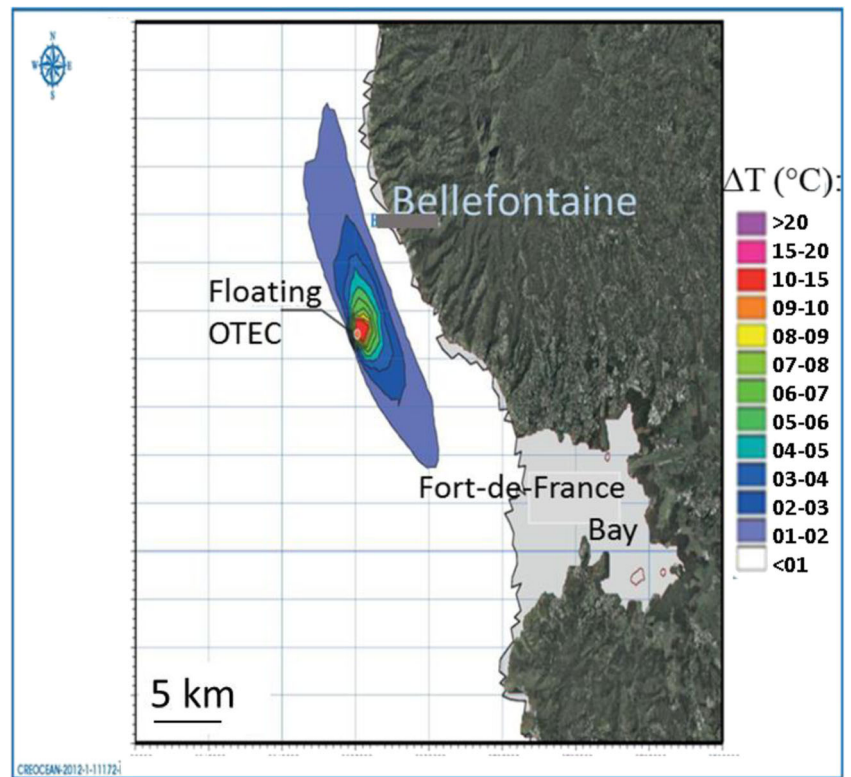 N
W
E
S
Bellefontaine
Floating
OTEC
Fort-de-France
Bay
5 km
ΔT (°C):
>20
15-20
10-15
09-10
08-09
07-08
06-07
05-06
04-05
03-04
02-03
01-02
<01
CREOCEAN-2012-1-11172-